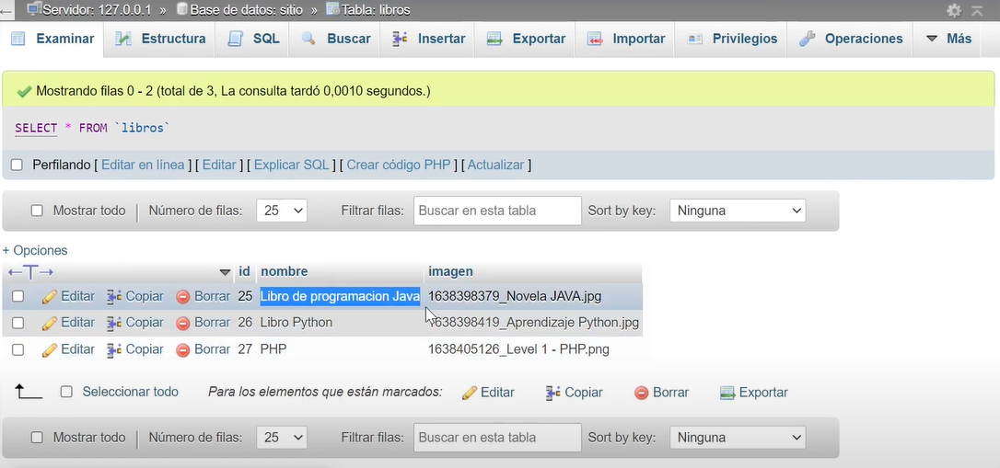 Servidor: 127.0.0.1 » Base de datos: sitio » Tabla: libros
Examinar Estructura SQL Buscar Insertar Exportar Importar Privilegios Operaciones Más
Mostrando filas 0 - 2 (total de 3, La consulta tardó 0,0010 segundos.)
SELECT * FROM `libros`
Perfilando [ Editar en línea ] [ Editar ] [ Explicar SQL ] [ Crear código PHP ] [ Actualizar ]
Mostrar todo Número de filas: 25 Filtrar filas: Buscar en esta tabla Sort by key: Ninguna
+ Opciones
id nombre imagen
Editar Copiar Borrar 25 Libro de programacion Java 1638398379_Novela JAVA.jpg
Editar Copiar Borrar 26 Libro Python 1638398419_Aprendizaje Python.jpg
Editar Copiar Borrar 27 PHP 1638405126_Level 1 - PHP.png
Seleccionar todo Para los elementos que están marcados: Editar Copiar Borrar Exportar
Mostrar todo Número de filas: 25 Filtrar filas: Buscar en esta tabla Sort by key: Ninguna